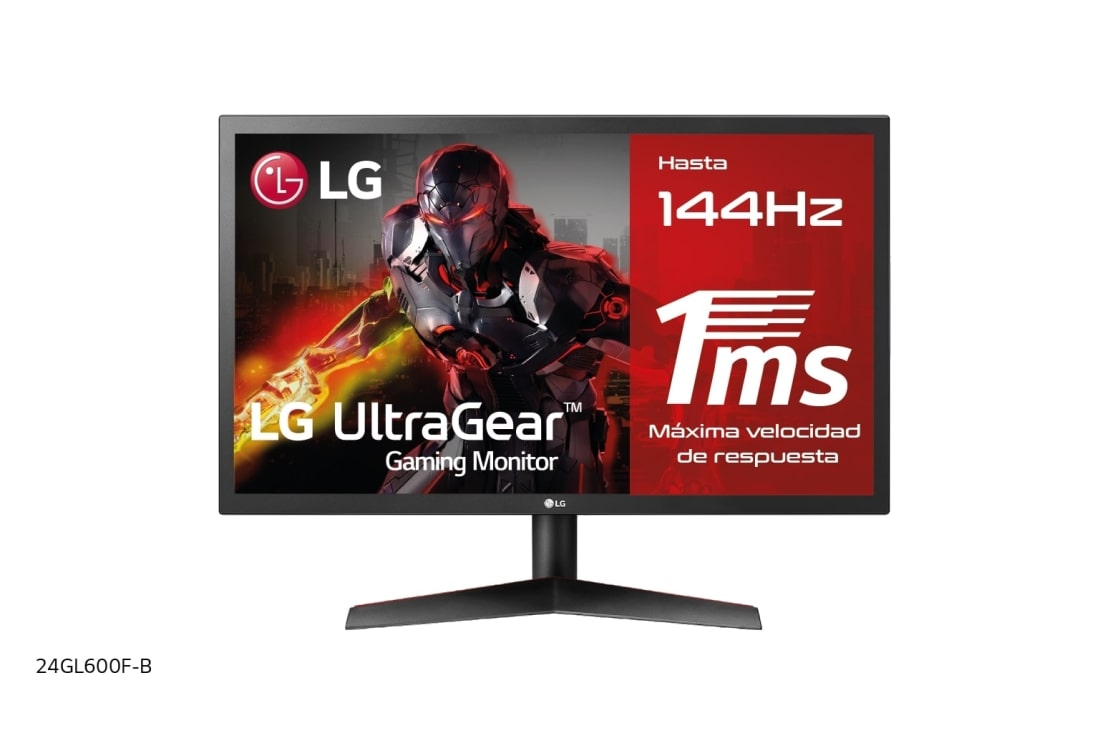 LG
Hasta
144Hz
1ms
Máxima velocidad
de respuesta
LG UltraGear™
Gaming Monitor
LG
24GL600F-B